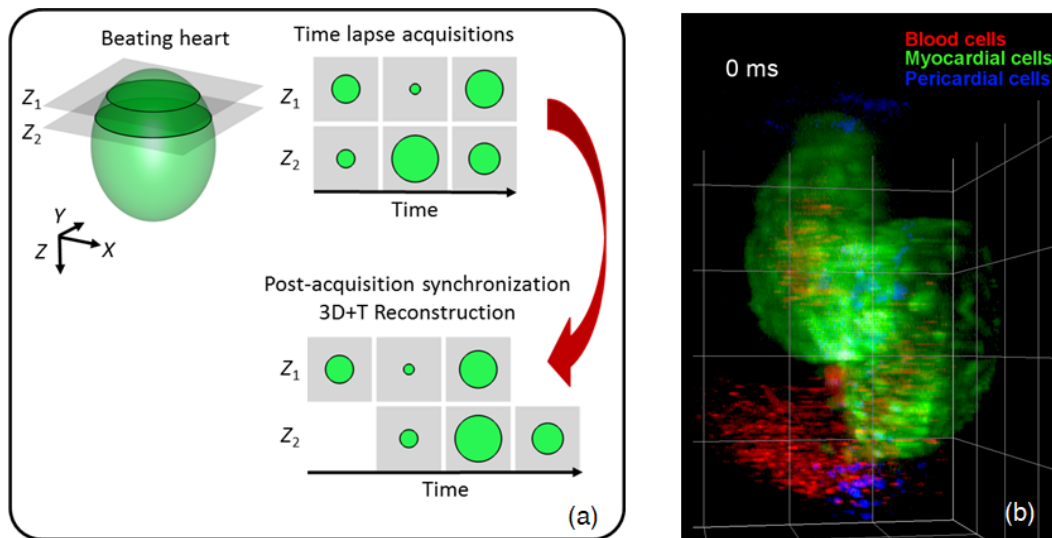 Beating heart
Z1
Z2
Y
Z
X
Time lapse acquisitions
Z1
Z2
Time
Post-acquisition synchronization
3D+T Reconstruction
Z1
Z2
Time
(a)
Blood cells
Myocardial cells
Pericardial cells
0 ms
(b)